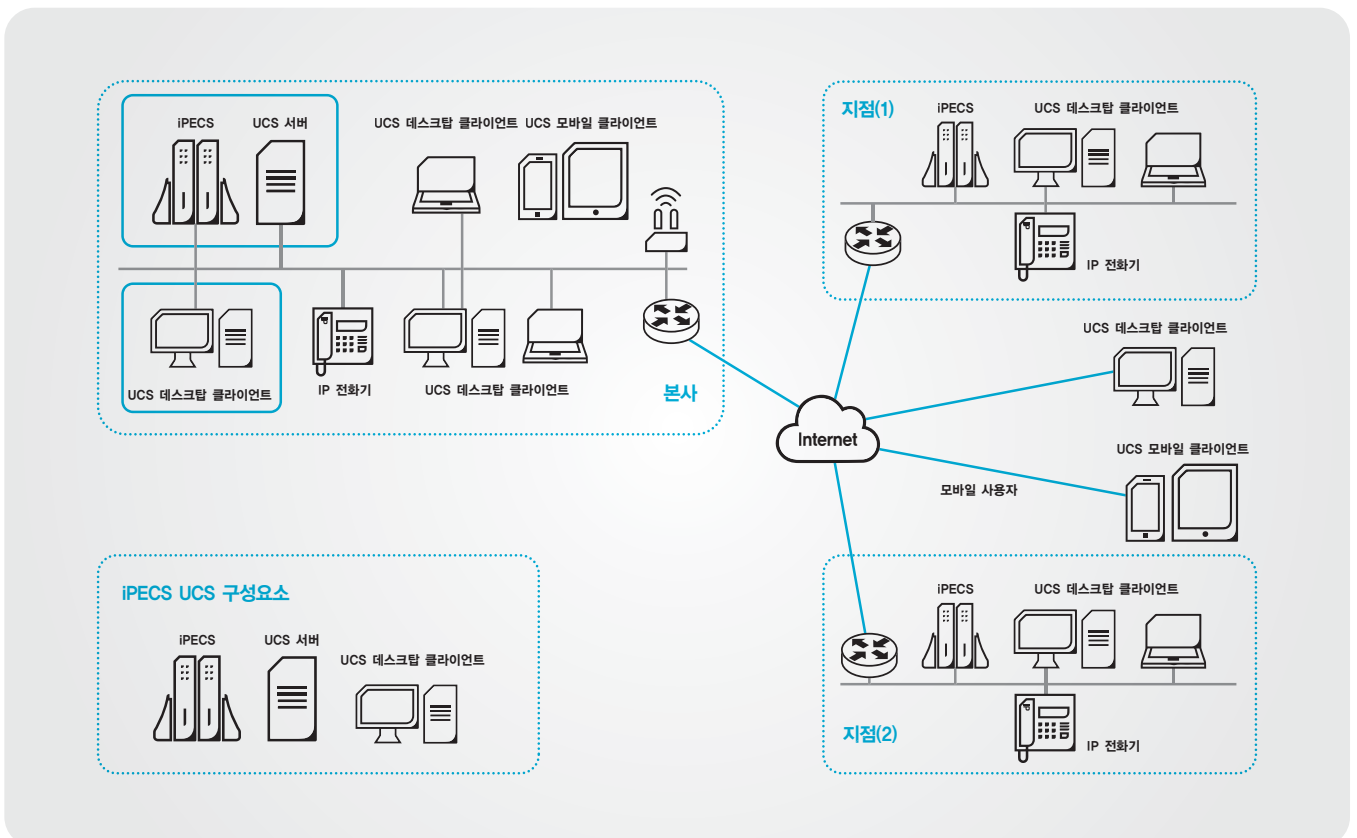 iPECS
UCS 서버
UCS 데스크탑 클라이언트
UCS 모바일 클라이언트
UCS 데스크탑 클라이언트
IP 전화기
UCS 데스크탑 클라이언트
본사
지점(1)
iPECS
UCS 데스크탑 클라이언트
IP 전화기
UCS 데스크탑 클라이언트
Internet
UCS 모바일 클라이언트
모바일 사용자
iPECS UCS 구성요소
iPECS
UCS 서버
UCS 데스크탑 클라이언트
iPECS
UCS 데스크탑 클라이언트
지점(2)
IP 전화기